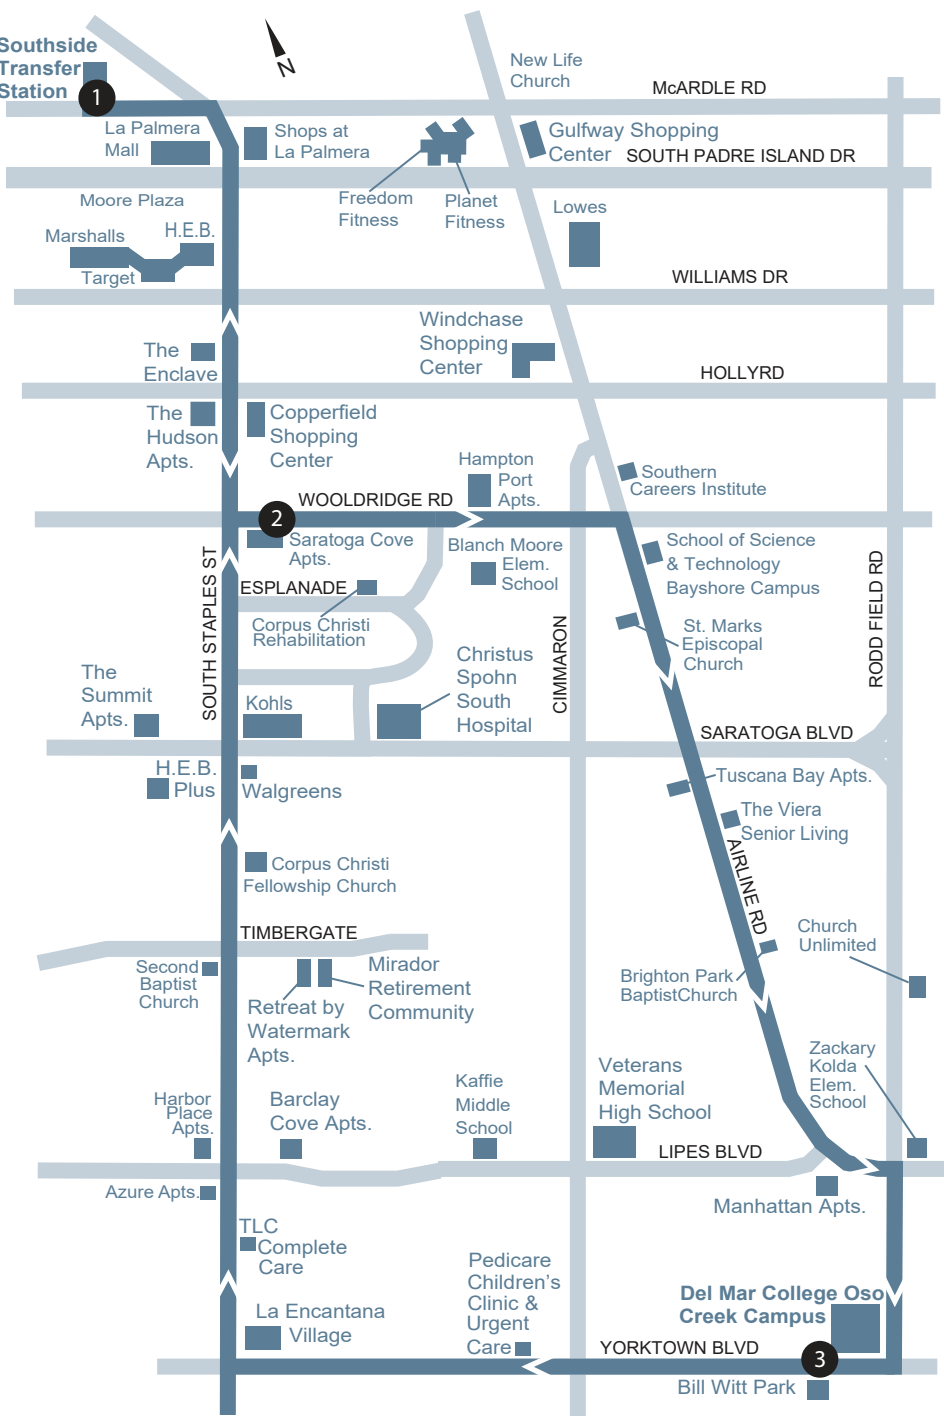 Southside
Transfer
Station
1
N
New Life
Church
McARDLE RD
La Palmera
Mall
Shops at
La Palmera
Gulfway Shopping
Center
SOUTH PADRE ISLAND DR
Moore Plaza
Freedom
Fitness
Planet
Fitness
Lowes
Marshalls
H.E.B.
Target
WILLIAMS DR
Windchase
Shopping
Center
The
Enclave
HOLLYRD
The
Hudson
Apts.
Copperfield
Shopping
Center
Hampton
Port
Apts.
Southern
Careers Institute
WOOLDRIDGE RD
2
Saratoga Cove
Apts.
Blanch Moore
Elem.
School
School of Science
& Technology
Bayshore Campus
ESPLANADE
SOUTH STAPLES ST
Corpus Christi
Rehabilitation
CIMMARON
RODD FIELD RD
St. Marks
Episcopal
Church
Christus
Spohn
South
Hospital
The
Summit
Apts.
Kohls
SARATOGA BLVD
H.E.B.
Plus
Walgreens
Tuscana Bay Apts.
The Viera
Senior Living
AIRLINE RD
Corpus Christi
Fellowship Church
TIMBERGATE
Church
Unlimited
Second
Baptist
Church
Mirador
Retirement
Community
Retreat by
Watermark
Apts.
Brighton Park
BaptistChurch
Zackary
Kolda
Elem.
School
Veterans
Memorial
High School
Kaffie
Middle
School
Harbor
Place
Apts.
Barclay
Cove Apts.
LIPES BLVD
Azure Apts.
Manhattan Apts.
TLC
Complete
Care
Pedicare
Children's
Clinic &
Urgent
Care
Del Mar College Oso
Creek Campus
La Encantana
Village
YORKTOWN BLVD
3
Bill Witt Park